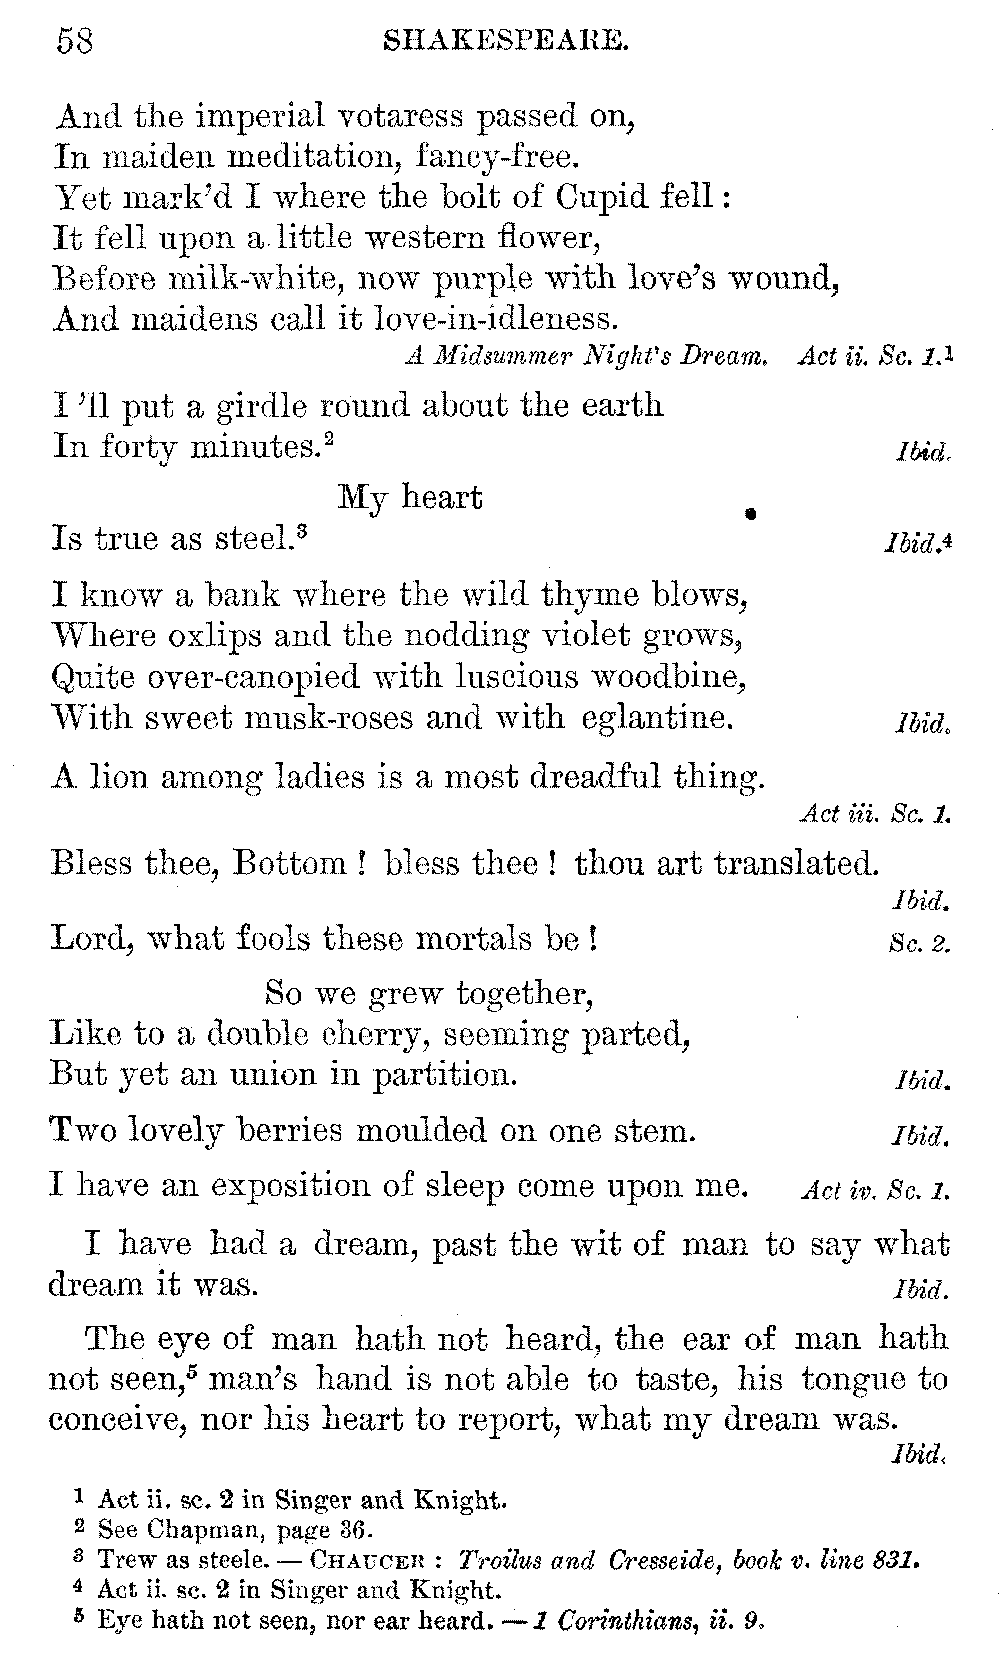 58 SHAKESPEARE.
And the imperial votaress passed on,
In maiden meditation, fancy-free.
Yet mark'd I where the bolt of Cupid fell :
It fell upon a little western flower,
Before milk-white, now purple with love's wound,
And maidens call it love-in-idleness.
A Midsummer Night's Dream. Act ii. Sc. 1.¹
I 'll put a girdle round about the earth
In forty minutes.² Ibid.
My heart
Is true as steel.³ Ibid.⁴
I know a bank where the wild thyme blows,
Where oxlips and the nodding violet grows,
Quite over-canopied with luscious woodbine,
With sweet musk-roses and with eglantine. Ibid.
A lion among ladies is a most dreadful thing.
Act iii. Sc. 1.
Bless thee, Bottom ! bless thee ! thou art translated.
Ibid.
Lord, what fools these mortals be ! Sc. 2.
So we grew together,
Like to a double cherry, seeming parted,
But yet an union in partition. Ibid.
Two lovely berries moulded on one stem. Ibid.
I have an exposition of sleep come upon me. Act iv. Sc. 1.
I have had a dream, past the wit of man to say what
dream it was. Ibid.
The eye of man hath not heard, the ear of man hath
not seen,⁵ man's hand is not able to taste, his tongue to
conceive, nor his heart to report, what my dream was.
Ibid.
1 Act ii. sc. 2 in Singer and Knight.
2 See Chapman, page 36.
3 Trew as steele. — CHAUCER : Troilus and Cresseide, book v. line 831.
4 Act ii. sc. 2 in Singer and Knight.
5 Eye hath not seen, nor ear heard. — 1 Corinthians, ii. 9.